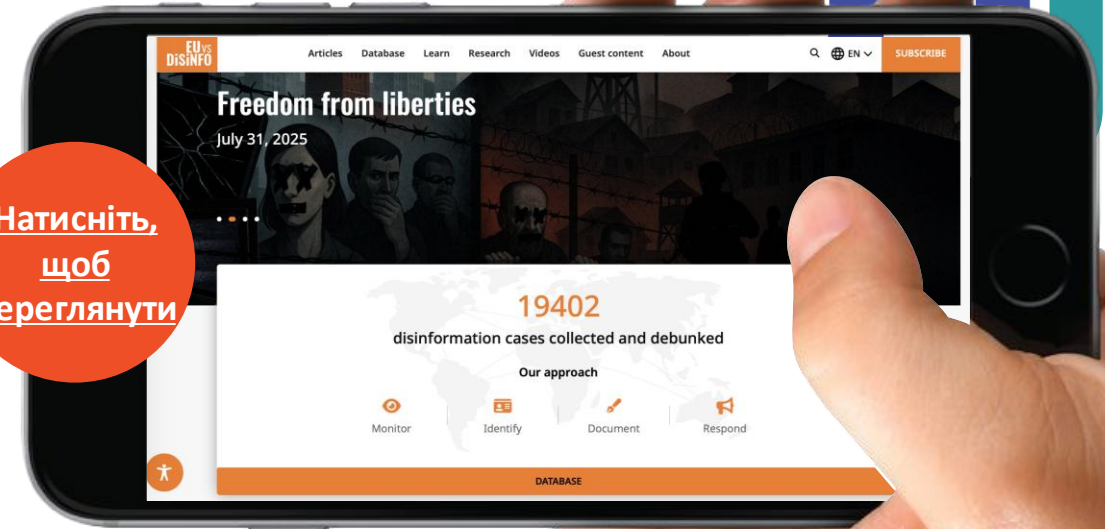 EU vs
DiSiNFO
Articles Database Learn Research Videos Guest content About
EN
SUBSCRIBE
Freedom from liberties
July 31, 2025
Натисніть,
щоб
ереглянути
19402
disinformation cases collected and debunked
Our approach
Monitor Identify Document Respond
DATABASE